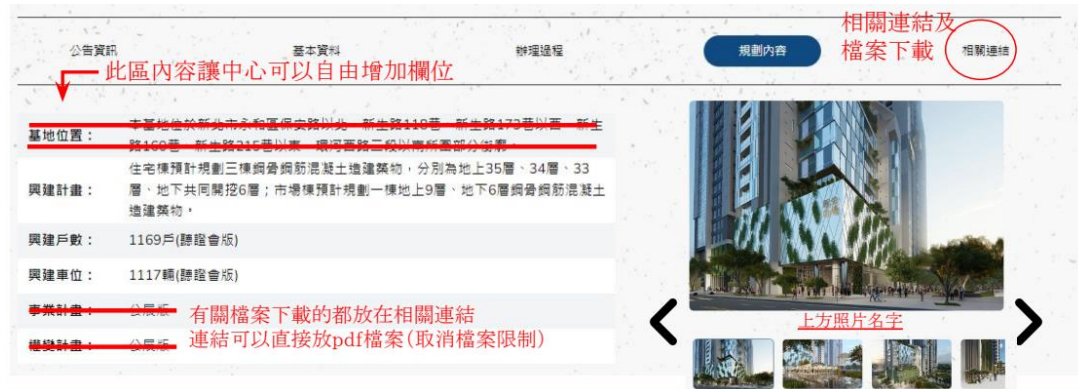 公告資訊
基本資料
辦理過程
規劃內容
相關連結及
檔案下載
相關連結
此區內容讓中心可以自由增加欄位
基地位置：
本基地位於新北市永和區保安路以北、新生路118巷、新生路173巷以西、新生
路169巷、新生路215巷以東、環河西路二段以南所圍部分街廓。
興建計畫：
住宅棟預計規劃三棟鋼骨鋼筋混凝土造建築物，分別為地上35層、34層、33
層、地下共同開挖6層；市場棟預計規劃一棟地上9層、地下6層鋼骨鋼筋混凝土
造建築物。
興建戶數：
1169戶(聽證會版)
興建車位：
1117輛(聽證會版)
事業計畫：
公展版
有關檔案下載的都放在相關連結
連結可以直接放pdf檔案(取消檔案限制)
權變計畫：
公展版
上方照片名字